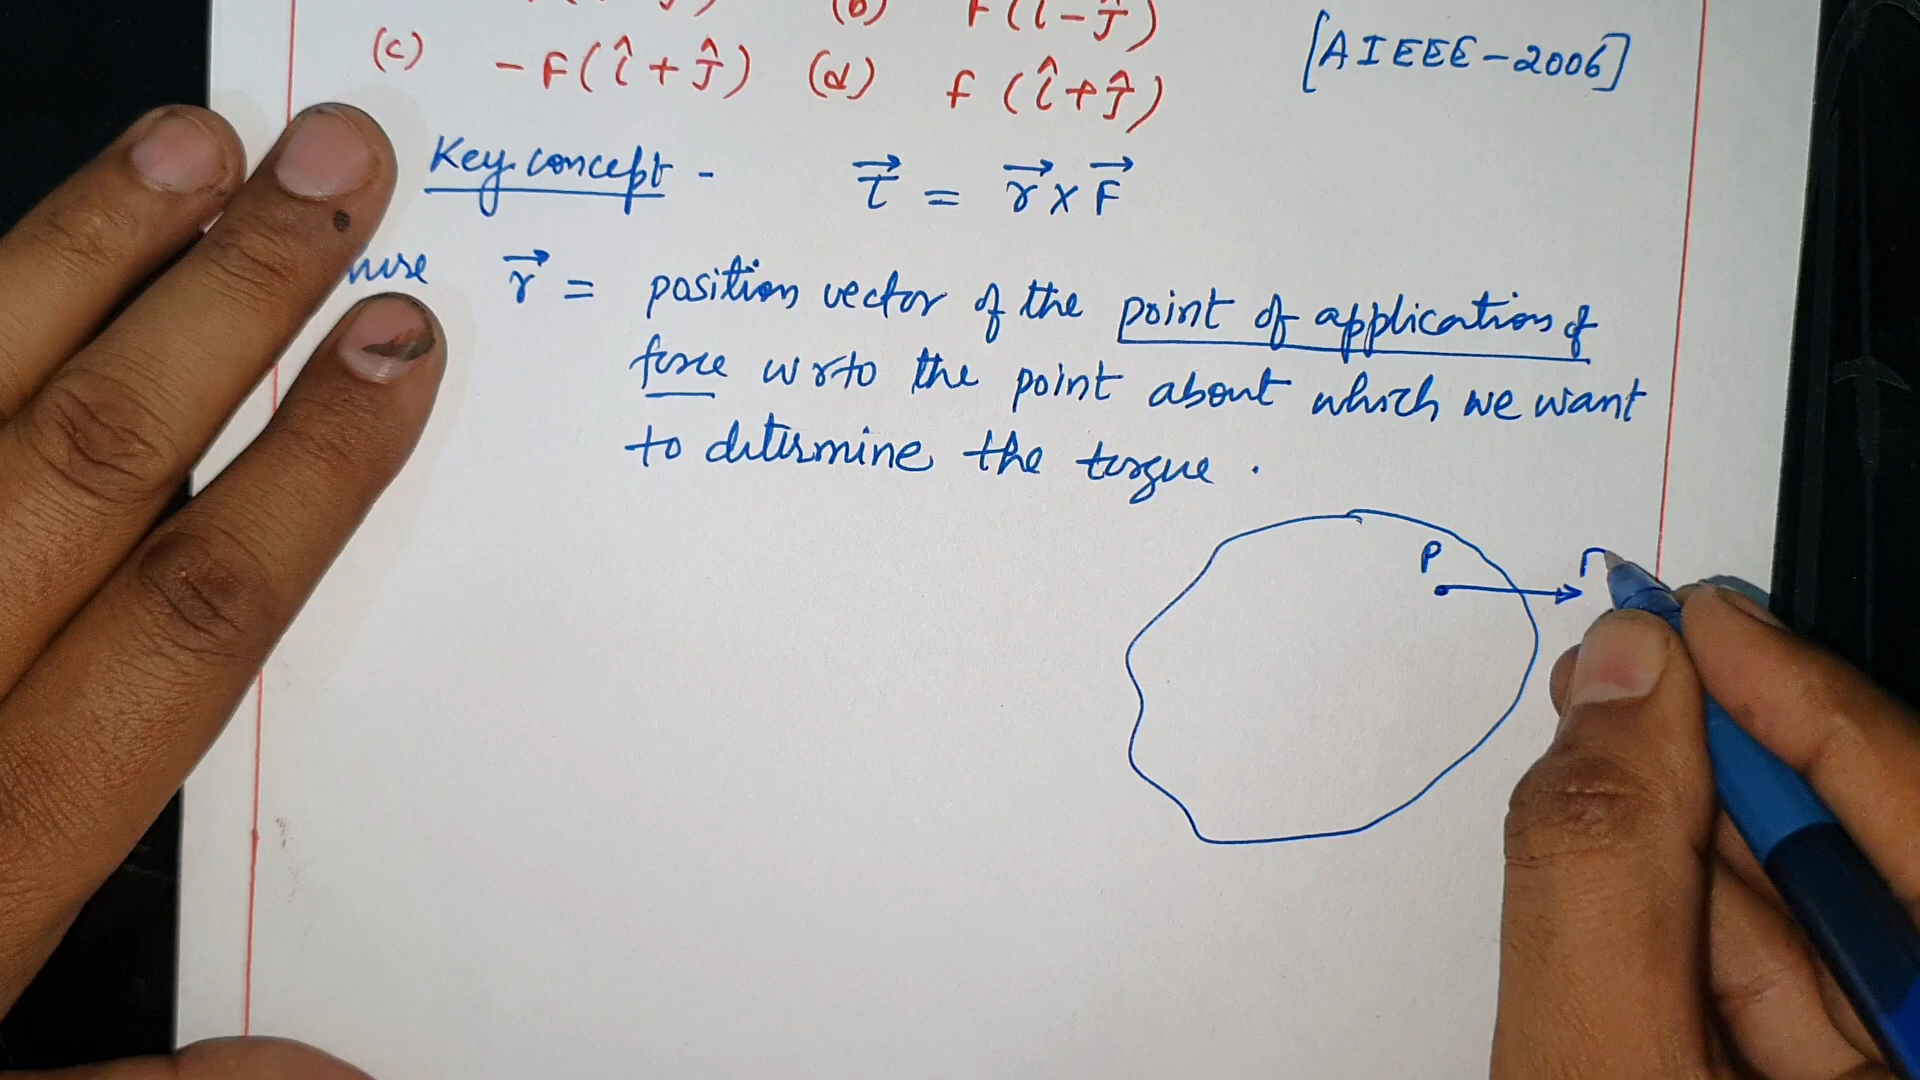 (b) F(î-ĵ)
(c) -F(î+ĵ) (d) F(î+ĵ) [AIEEE-2006]
Key concept - τ⃗ = r⃗ × F⃗
r⃗ = position vector of the point of application of
force w r to the point about which we want
to determine the torque.
P